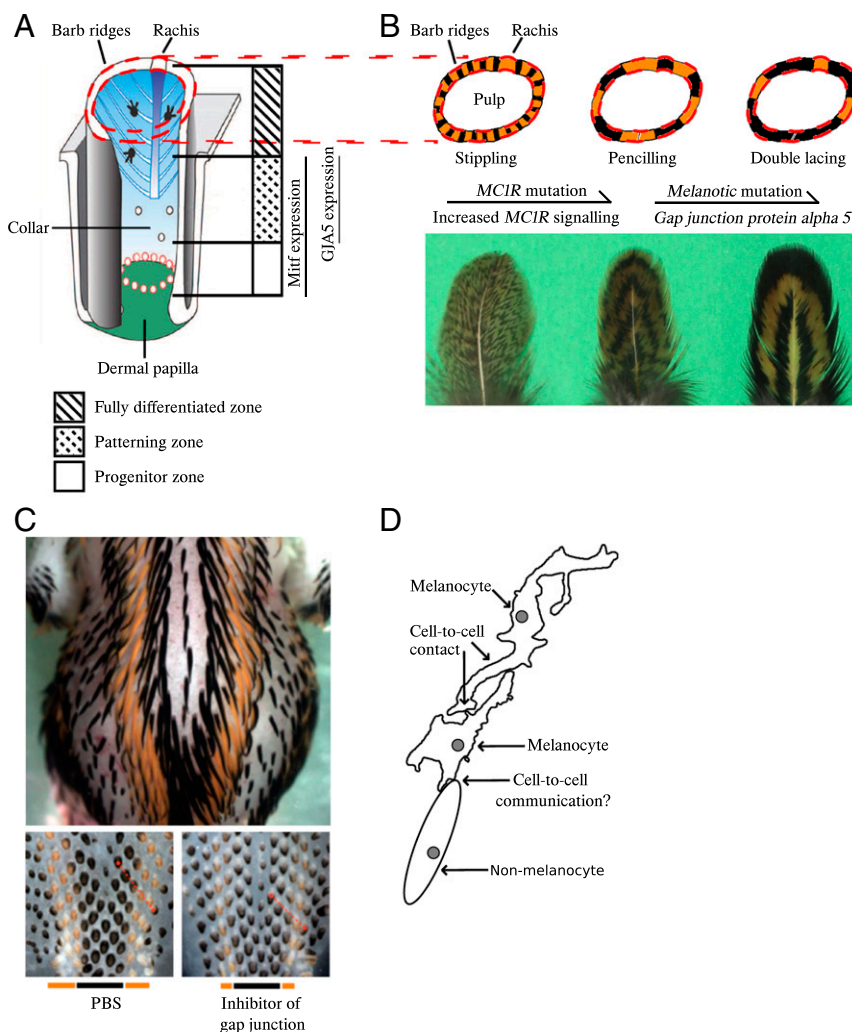 A
Barb ridges
Rachis
Collar
Mitf expression
GJA5 expression
Dermal papilla
Fully differentiated zone
Patterning zone
Progenitor zone
B
Barb ridges
Rachis
Pulp
Stippling
Pencilling
Double lacing
MC1R mutation
Increased MC1R signalling
Melanotic mutation
Gap junction protein alpha 5
C
PBS
Inhibitor of
gap junction
D
Melanocyte
Cell-to-cell
contact
Melanocyte
Cell-to-cell
communication?
Non-melanocyte